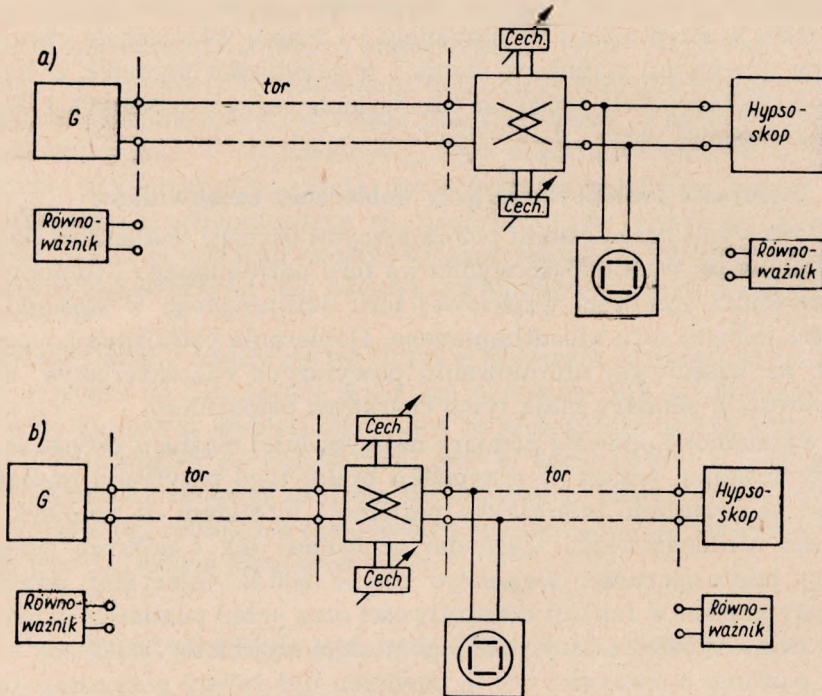 a)
Cech.
G
tor
Hypso-
skop
Cech.
Równo-
ważnik
Równo-
ważnik
b)
Cech
G
tor
tor
Hypso-
skop
Cech
Równo-
ważnik
Równo-
ważnik